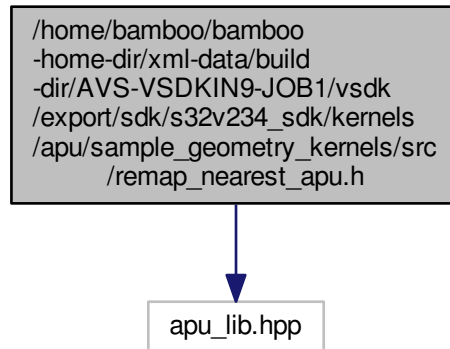 /home/bamboo/bamboo
-home-dir/xml-data/build
-dir/AVS-VSDKIN9-JOB1/vsdk
/export/sdk/s32v234_sdk/kernels
/apu/sample_geometry_kernels/src
/remap_nearest_apu.h
apu_lib.hpp